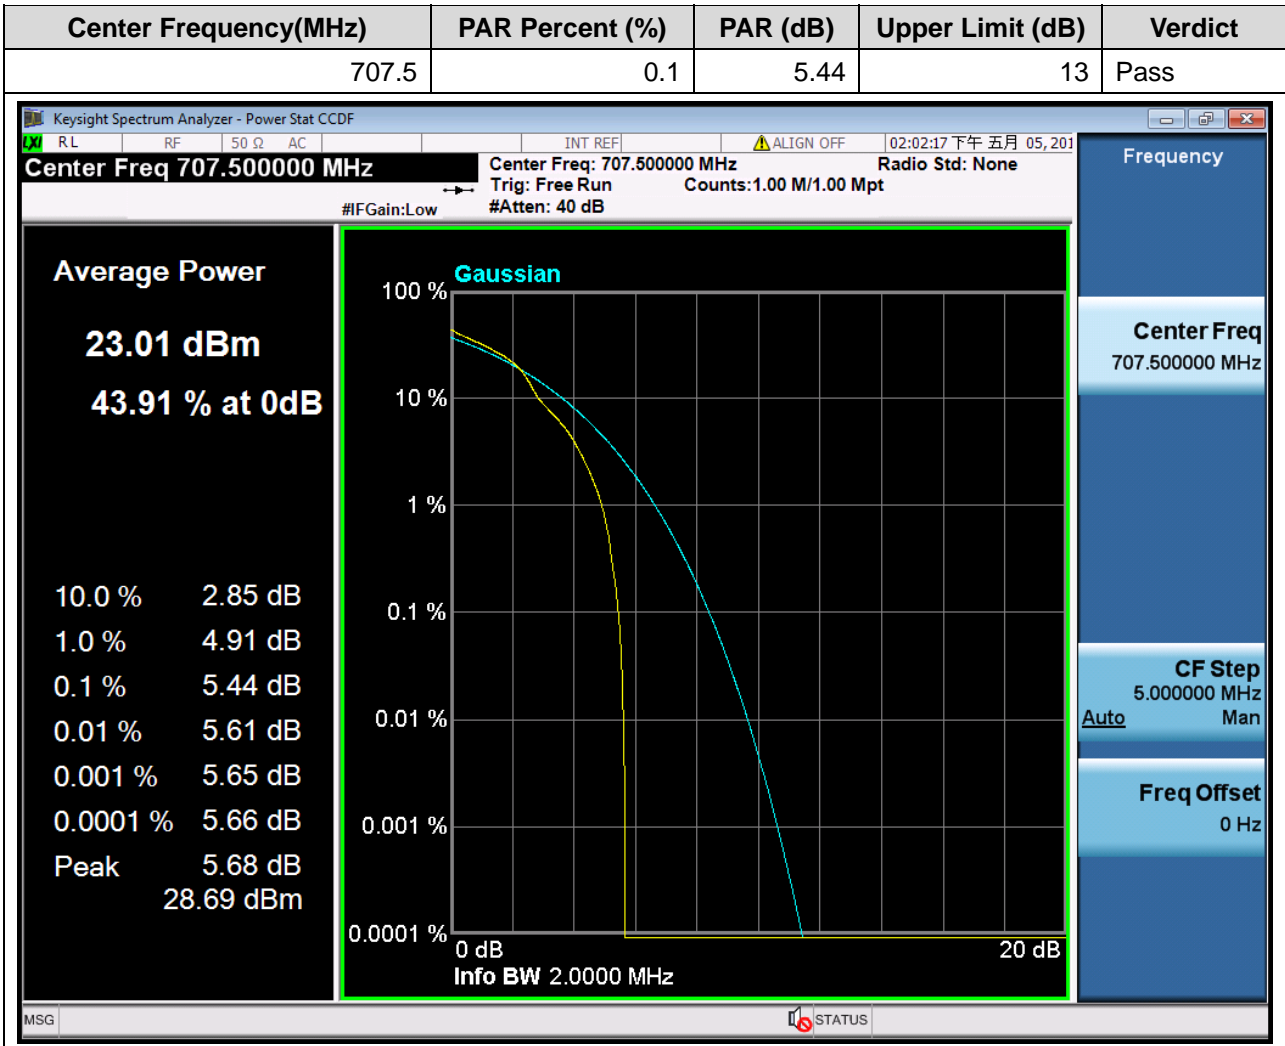 Center Frequency(MHz) PAR Percent (%) PAR (dB) Upper Limit (dB) Verdict
707.5 0.1 5.44 13 Pass
Keysight Spectrum Analyzer - Power Stat CCDF
LXI RL RF 50 Ω AC INT REF ALIGN OFF 02:02:17 下午 五月 05, 201
Center Freq 707.500000 MHz
Center Freq: 707.500000 MHz Radio Std: None
Trig: Free Run Counts:1.00 M/1.00 Mpt
#IFGain:Low #Atten: 40 dB
Frequency
Average Power
23.01 dBm
43.91 % at 0dB
10.0 % 2.85 dB
1.0 % 4.91 dB
0.1 % 5.44 dB
0.01 % 5.61 dB
0.001 % 5.65 dB
0.0001 % 5.66 dB
Peak 5.68 dB
28.69 dBm
Gaussian
100 %
10 %
1 %
0.1 %
0.01 %
0.001 %
0.0001 %
0 dB 20 dB
Info BW 2.0000 MHz
Center Freq
707.500000 MHz
CF Step
5.000000 MHz
Auto Man
Freq Offset
0 Hz
MSG STATUS